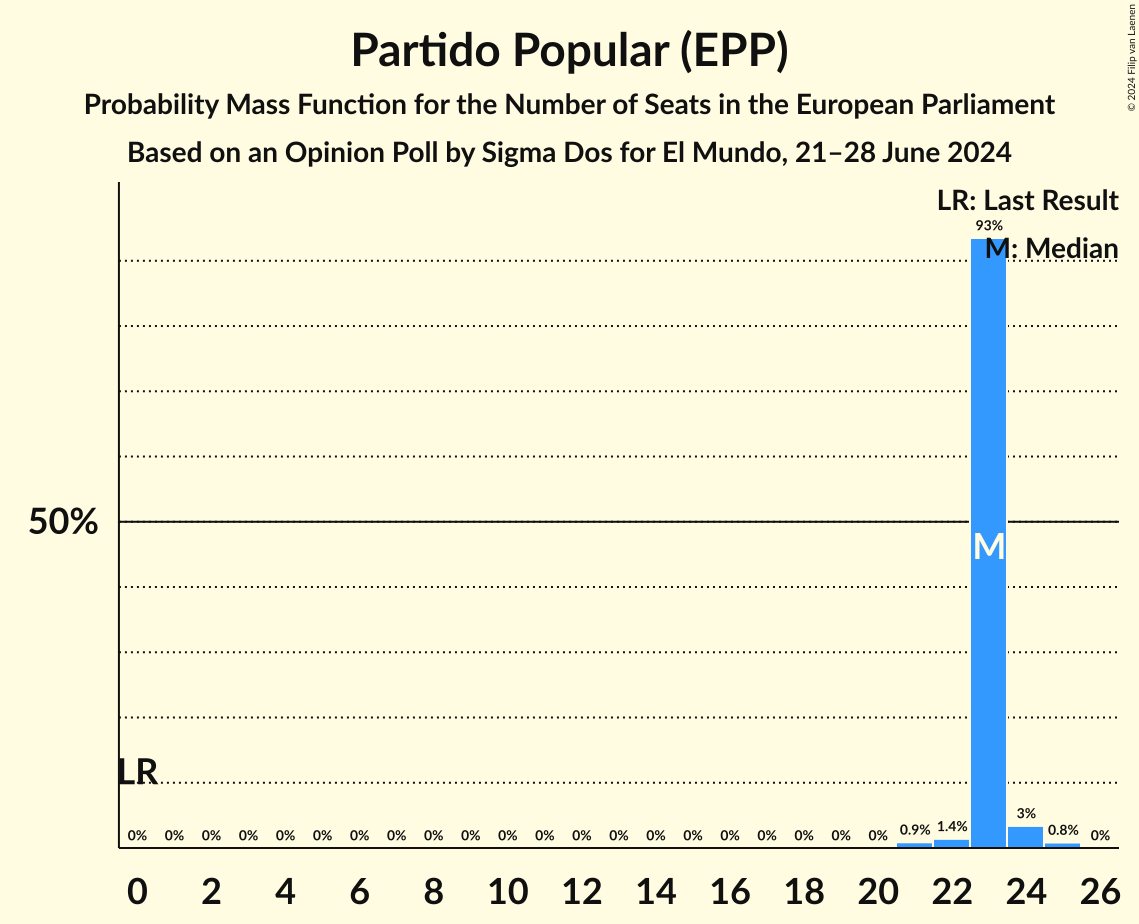 Partido Popular (EPP)
Probability Mass Function for the Number of Seats in the European Parliament
Based on an Opinion Poll by Sigma Dos for El Mundo, 21–28 June 2024
© 2024 Filip van Laenen
LR: Last Result
93%
M: Median
50%
M
LR
0% 0% 0% 0% 0% 0% 0% 0% 0% 0% 0% 0% 0% 0% 0% 0% 0% 0% 0% 0% 0% 0.9% 1.4% 3% 0.8% 0%
0 2 4 6 8 10 12 14 16 18 20 22 24 26